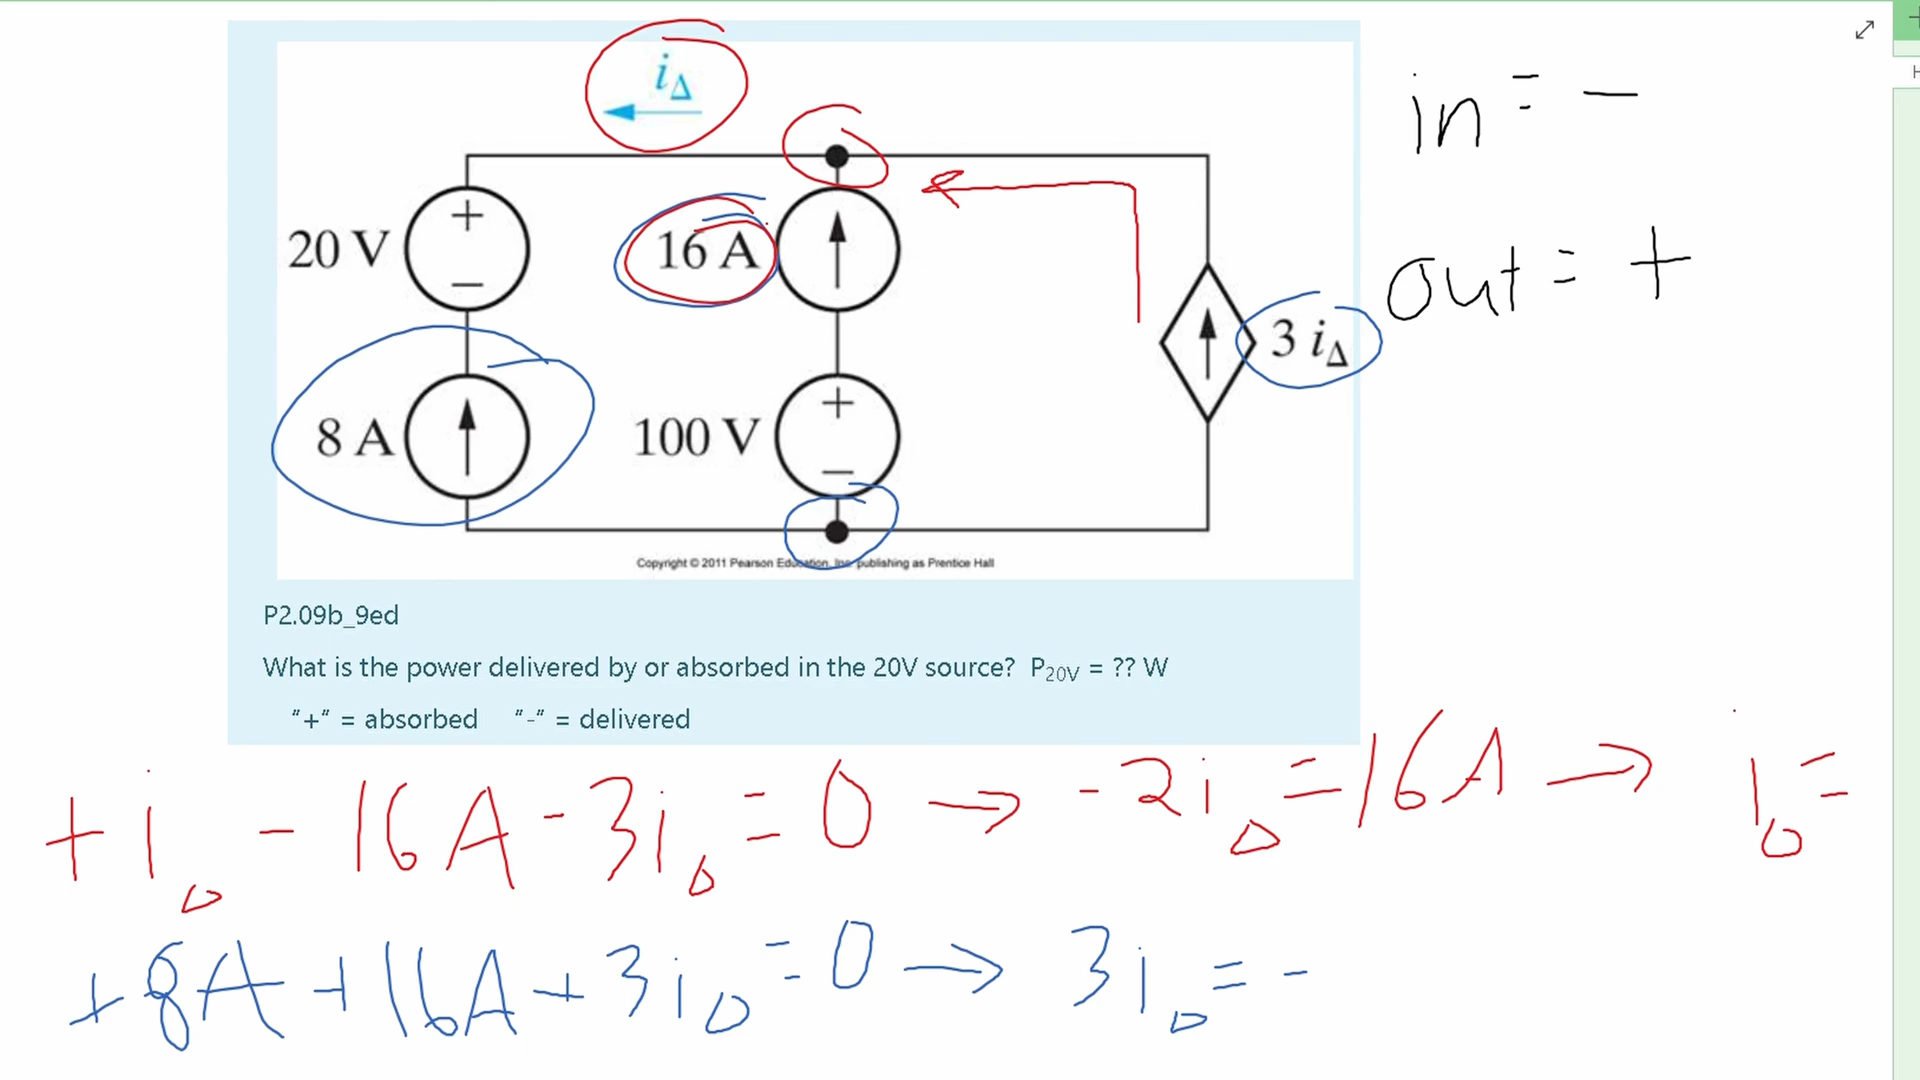 iΔ
20 V
+
−
16 A
8 A
100 V
+
−
3 iΔ
in = −
out = +
Copyright © 2011 Pearson Education, Inc. publishing as Prentice Hall
P2.09b_9ed
What is the power delivered by or absorbed in the 20V source? P20V = ?? W
"+" = absorbed "-" = delivered
+iΔ − 16A − 3iΔ = 0 → −2iΔ = 16A → iΔ =
+8A + 16A + 3iΔ = 0 → 3iΔ = −